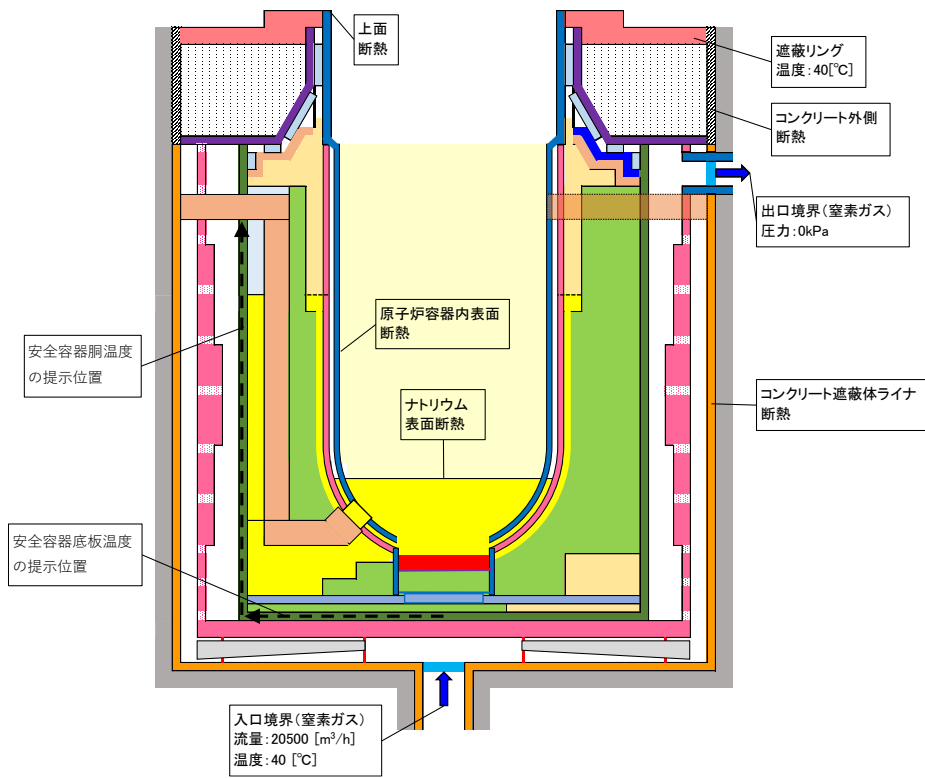 上面
断熱
遮蔽リング
温度:40[℃]
コンクリート外側
断熱
出口境界(窒素ガス)
圧力:0kPa
原子炉容器内表面
断熱
安全容器胴温度
の提示位置
ナトリウム
表面断熱
コンクリート遮蔽体ライナ
断熱
安全容器底板温度
の提示位置
入口境界(窒素ガス)
流量:20500 [m³/h]
温度:40 [℃]